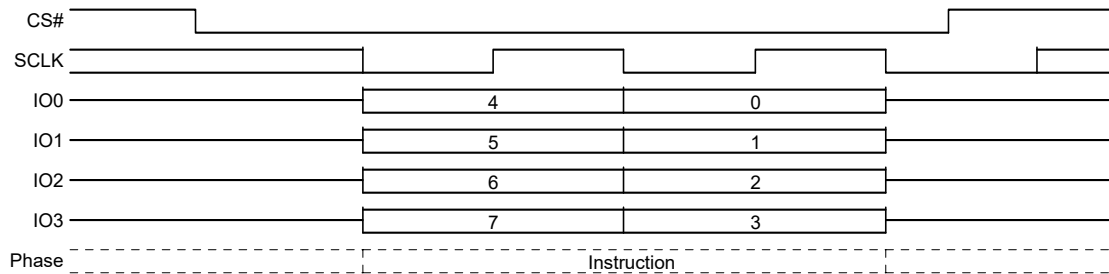 CS#
SCLK
IO0 4 0
IO1 5 1
IO2 6 2
IO3 7 3
Phase Instruction